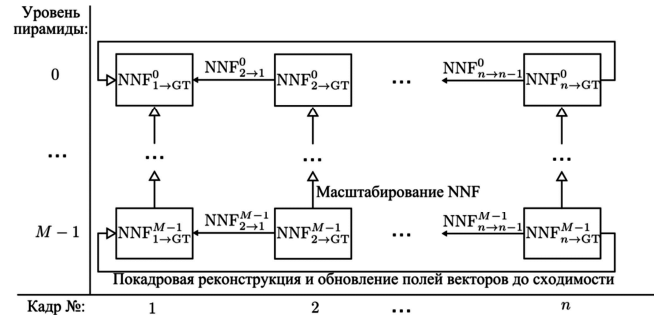 Уровень
пирамиды:
0
NNF^0_{1→GT}
NNF^0_{2→1}
NNF^0_{2→GT}
...
NNF^0_{n→n−1}
NNF^0_{n→GT}
...
...
...
...
Масштабирование NNF
M − 1
NNF^{M−1}_{1→GT}
NNF^{M−1}_{2→1}
NNF^{M−1}_{2→GT}
...
NNF^{M−1}_{n→n−1}
NNF^{M−1}_{n→GT}
Покадровая реконструкция и обновление полей векторов до сходимости
Кадр №: 1 2 ... n